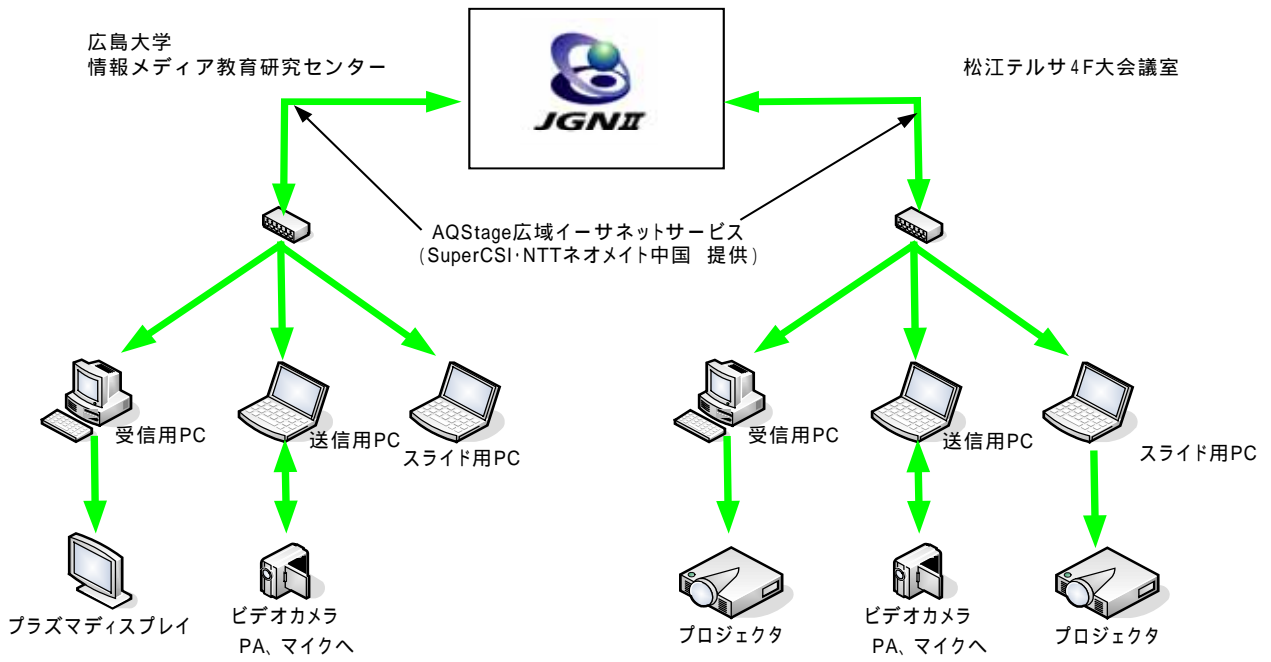 広島大学
情報メディア教育研究センター
JGNII
松江テルサ4F大会議室
AQStage広域イーサネットサービス
(SuperCSI･NTTネオメイト中国 提供)
受信用PC
送信用PC
スライド用PC
受信用PC
送信用PC
スライド用PC
プラズマディスプレイ
ビデオカメラ
PA、マイクへ
プロジェクタ
ビデオカメラ
PA、マイクへ
プロジェクタ